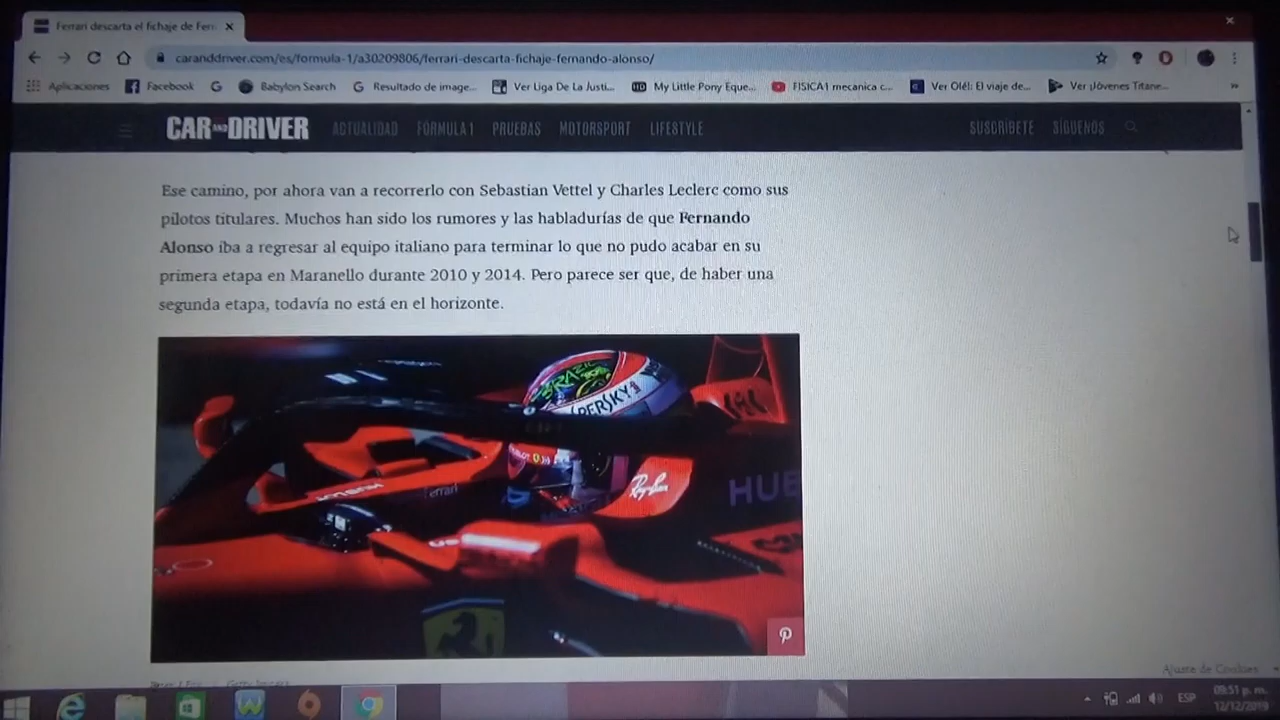 Ferrari descarta el fichaje de Fern
caranddriver.com/es/formula-1/a30209806/ferrari-descarta-fichaje-fernando-alonso/
Aplicaciones Facebook Babylon Search Resultado de image... Ver Liga De La Justi... My Little Pony Eque... FISICA1 mecanica c... Ver Olé!: El viaje de... Ver ¡Jóvenes Titane...
CAR AND DRIVER ACTUALIDAD FÓRMULA 1 PRUEBAS MOTORSPORT LIFESTYLE SUSCRÍBETE SÍGUENOS
Ese camino, por ahora van a recorrerlo con Sebastian Vettel y Charles Leclerc como sus
pilotos titulares. Muchos han sido los rumores y las habladurías de que Fernando
Alonso iba a regresar al equipo italiano para terminar lo que no pudo acabar en su
primera etapa en Maranello durante 2010 y 2014. Pero parece ser que, de haber una
segunda etapa, todavía no está en el horizonte.
BRAZIL
PERSKY
Ferrari
Ray-Ban
HUB
Ajuste de Cookies
ESP
09:51 p. m.
12/12/2019